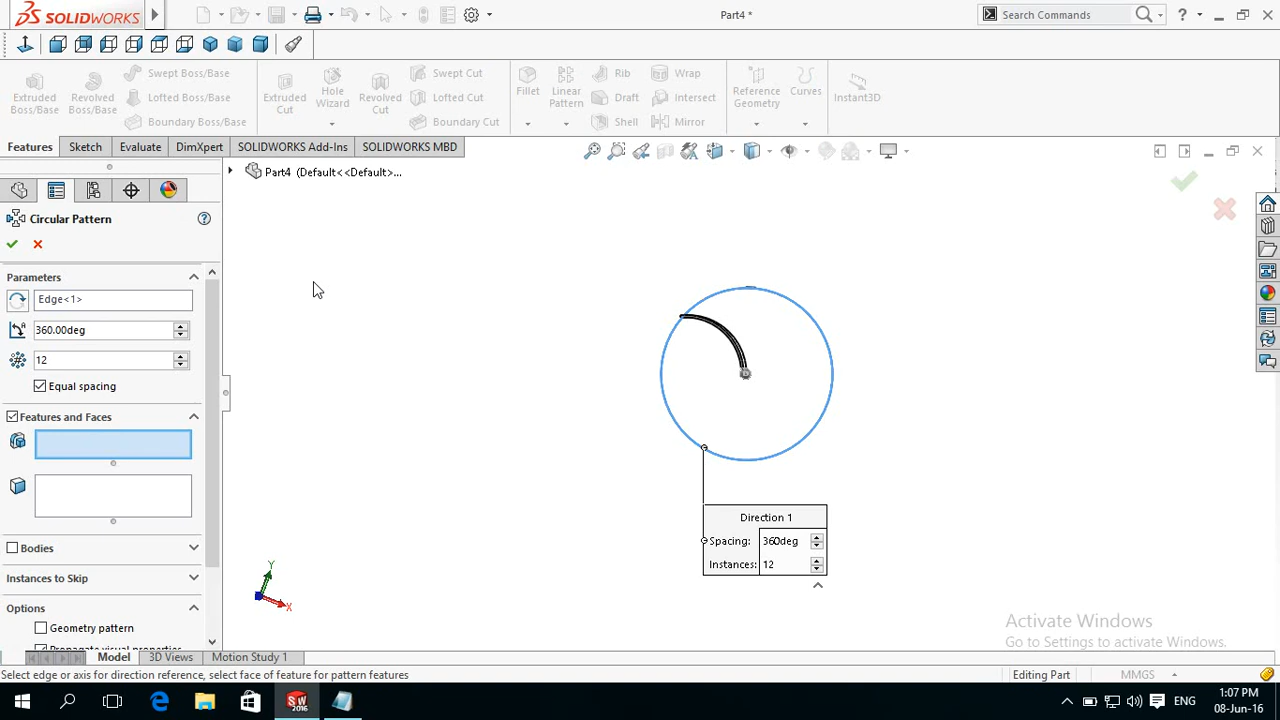 SOLIDWORKS
Part4 *
Search Commands
Extruded Boss/Base
Revolved Boss/Base
Swept Boss/Base
Lofted Boss/Base
Boundary Boss/Base
Extruded Cut
Hole Wizard
Revolved Cut
Swept Cut
Lofted Cut
Boundary Cut
Fillet
Linear Pattern
Rib
Draft
Shell
Wrap
Intersect
Mirror
Reference Geometry
Curves
Instant3D
Features Sketch Evaluate DimXpert SOLIDWORKS Add-Ins SOLIDWORKS MBD
Part4 (Default<<Default>...
Circular Pattern
Parameters
Edge<1>
360.00deg
12
Equal spacing
Features and Faces
Bodies
Instances to Skip
Options
Geometry pattern
Propagate visual properties
Direction 1
Spacing: 360deg
Instances: 12
Y
X
Activate Windows
Go to Settings to activate Windows.
Model 3D Views Motion Study 1
Select edge or axis for direction reference, select face of feature for pattern features
Editing Part
MMGS
SW
2016
ENG
1:07 PM
08-Jun-16